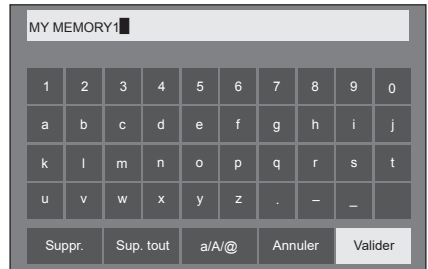 MY MEMORY1
1 2 3 4 5 6 7 8 9 0
a b c d e f g h i j
k l m n o p q r s t
u v w x y z . – _
Suppr. Sup. tout a/A/@ Annuler Valider